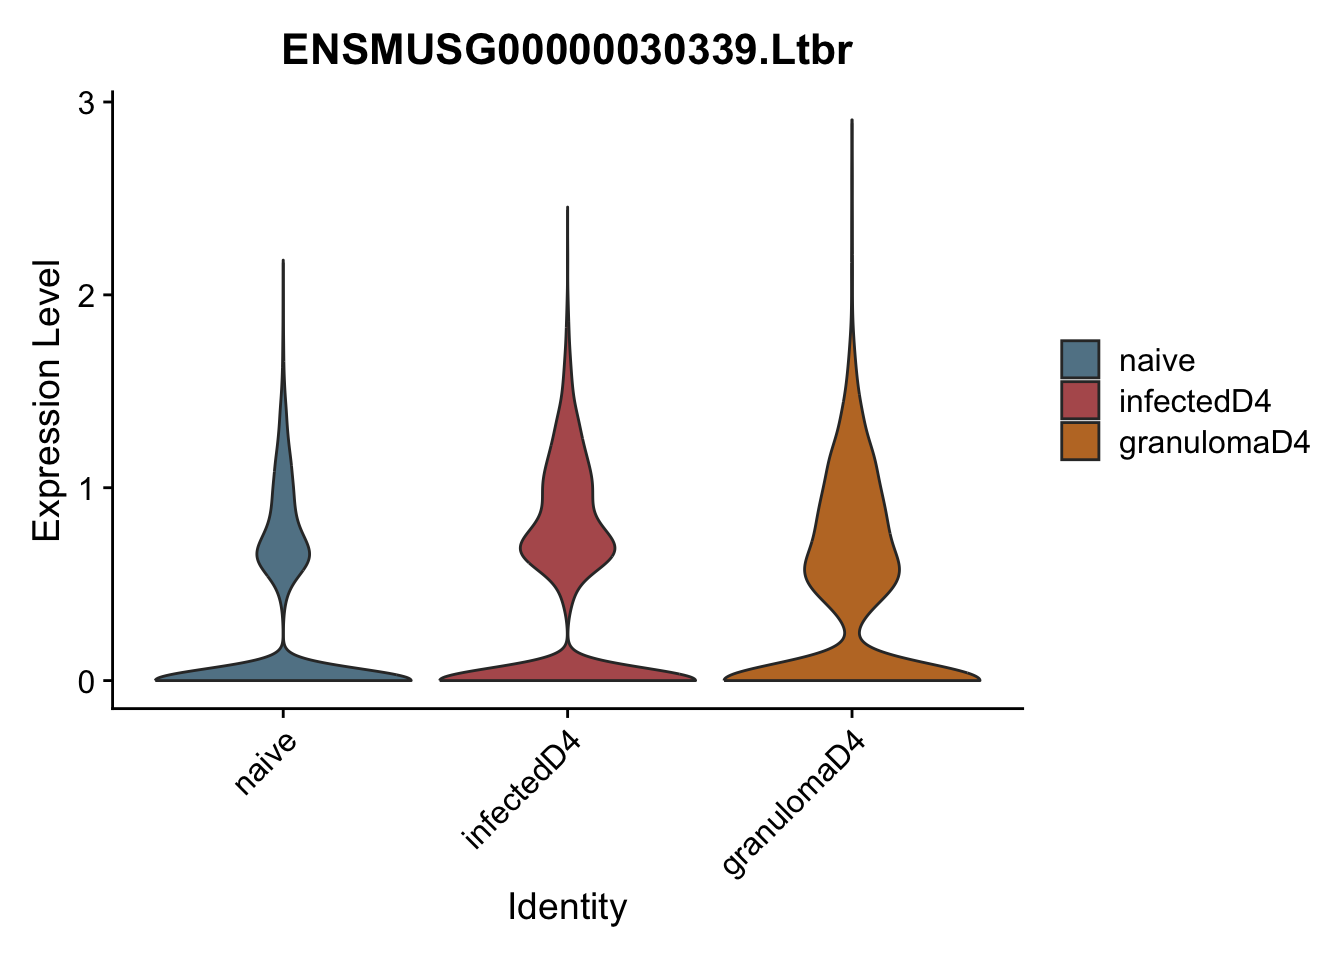 ENSMUSG00000030339.Ltbr
3
2
1
0
Expression Level
naive
infectedD4
granulomaD4
Identity
naive
infectedD4
granulomaD4